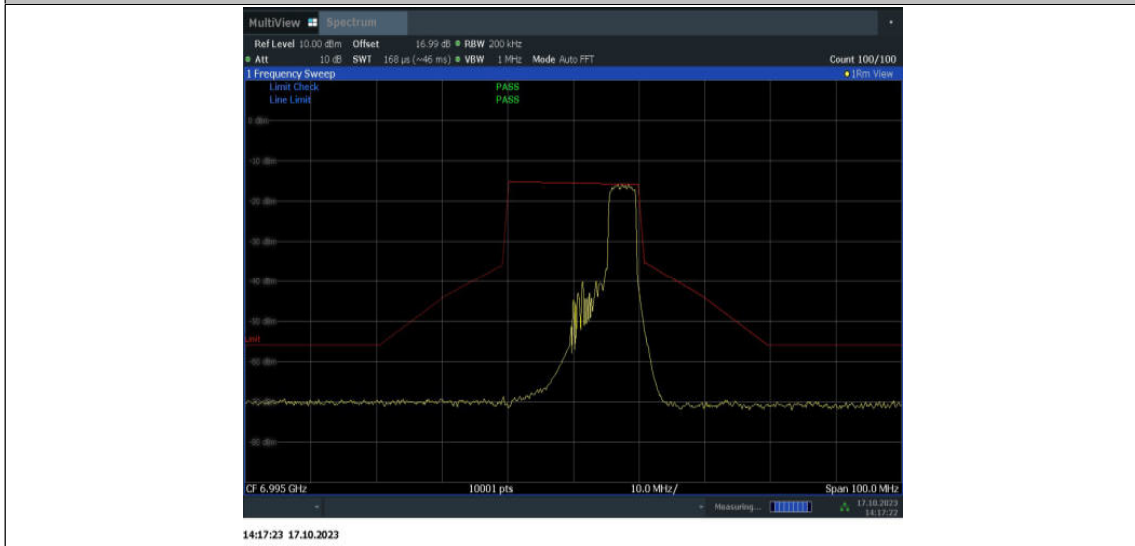 MultiView Spectrum
Ref Level 10.00 dBm Offset 16.99 dB RBW 200 kHz
Att 10 dB SWT 168 µs (~46 ms) VBW 1 MHz Mode Auto FFT Count 100/100
1 Frequency Sweep 1Rm View
Limit Check PASS
Line Limit PASS
0 dBm
-10 dBm
-20 dBm
-30 dBm
-40 dBm
-50 dBm
-60 dBm
-80 dBm
CF 6.995 GHz 10001 pts 10.0 MHz/ Span 100.0 MHz
Measuring... 17.10.2023
14:17:22
14:17:23 17.10.2023